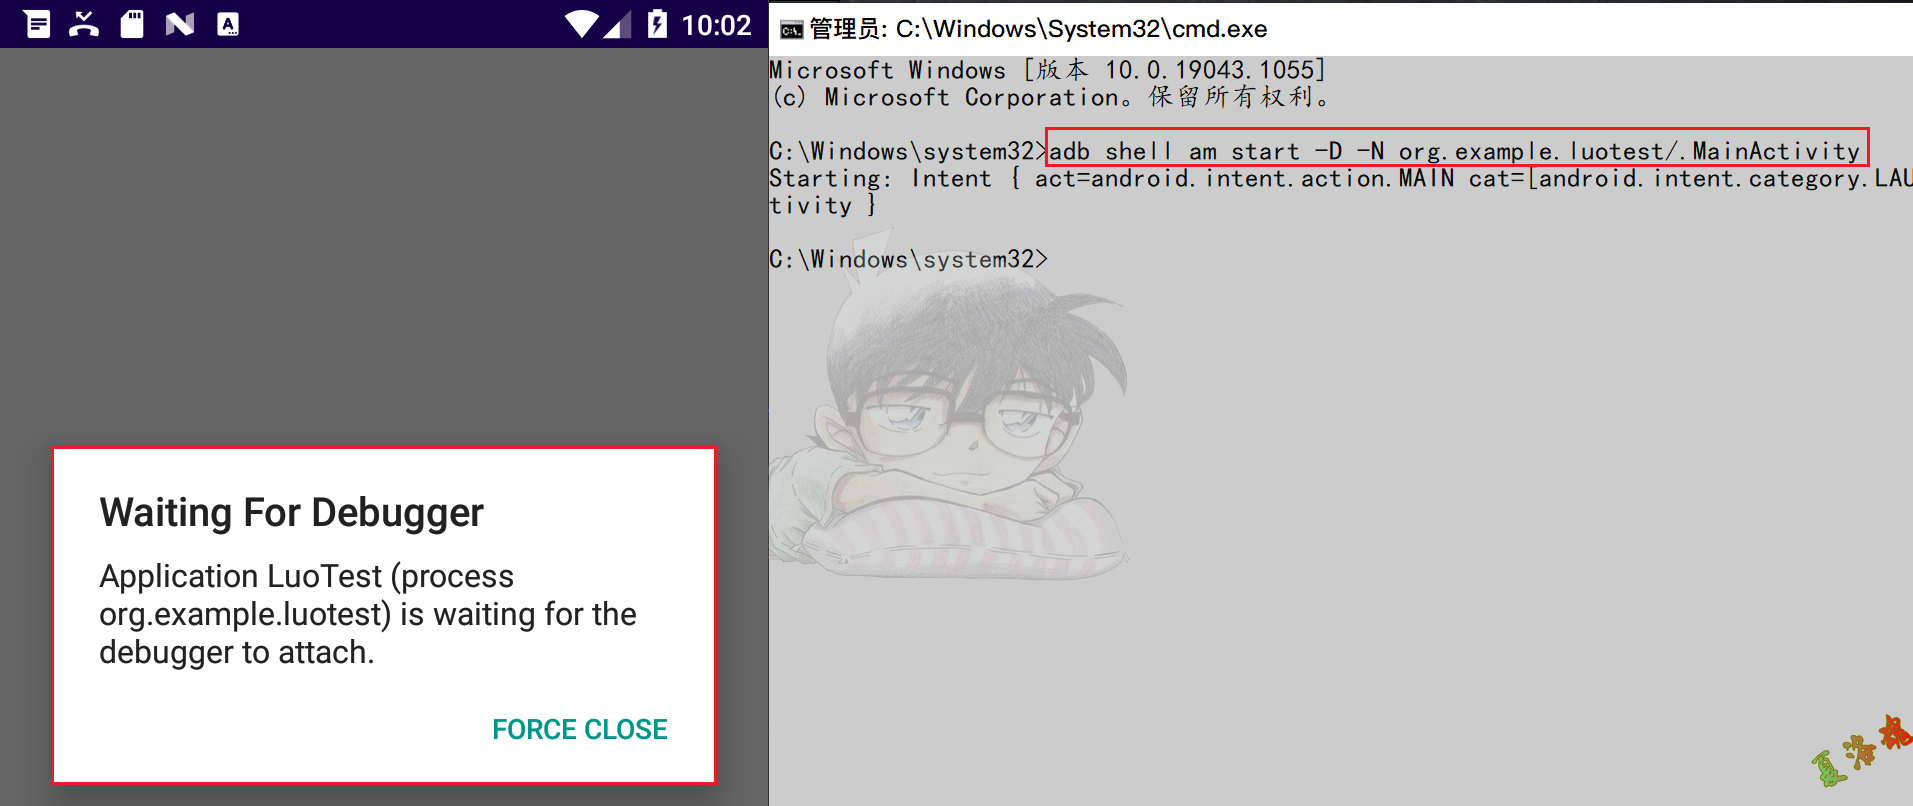 10:02
Waiting For Debugger
Application LuoTest (process
org.example.luotest) is waiting for the
debugger to attach.
FORCE CLOSE
管理员: C:\Windows\System32\cmd.exe
Microsoft Windows [版本 10.0.19043.1055]
(c) Microsoft Corporation。保留所有权利。
C:\Windows\system32>adb shell am start -D -N org.example.luotest/.MainActivity
Starting: Intent { act=android.intent.action.MAIN cat=[android.intent.category.LAU
tivity }
C:\Windows\system32>
夏洛魂